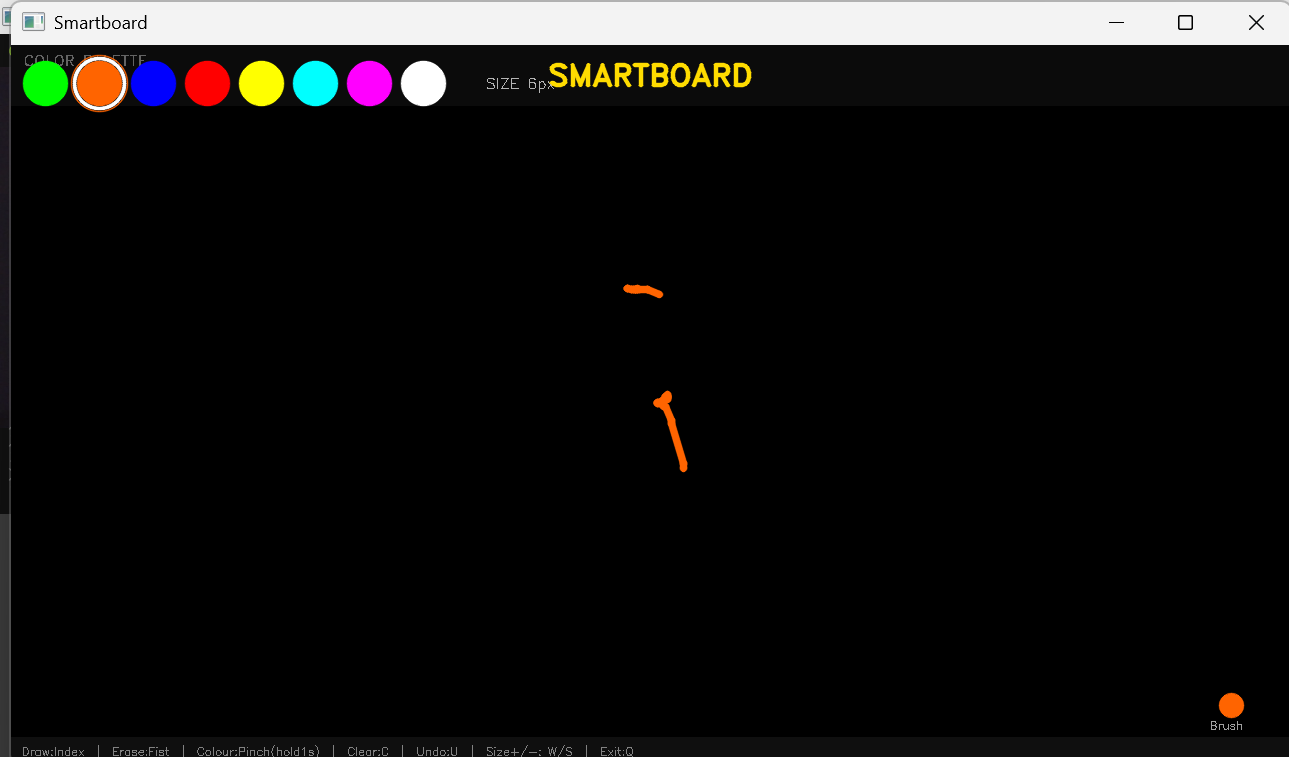 Smartboard
COLOR PALETTE
SIZE 6px
SMARTBOARD
Brush
Draw:Index | Erase:Fist | Colour:Pinch(hold1s) | Clear:C | Undo:U | Size+/-: W/S | Exit:Q